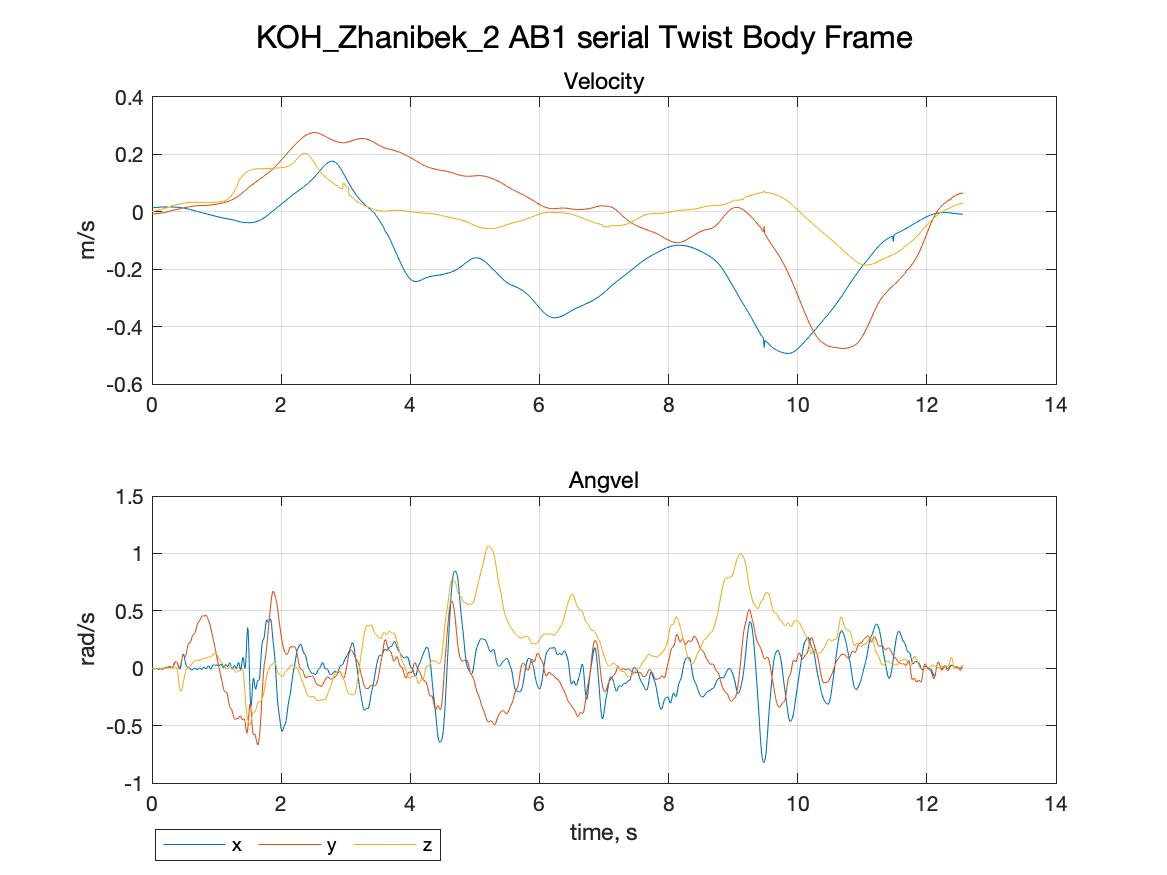 KOH_Zhanibek_2 AB1 serial Twist Body Frame
Velocity
0.4
0.2
0
-0.2
-0.4
-0.6
m/s
0 2 4 6 8 10 12 14
Angvel
1.5
1
0.5
0
-0.5
-1
rad/s
0 2 4 6 8 10 12 14
time, s
x y z